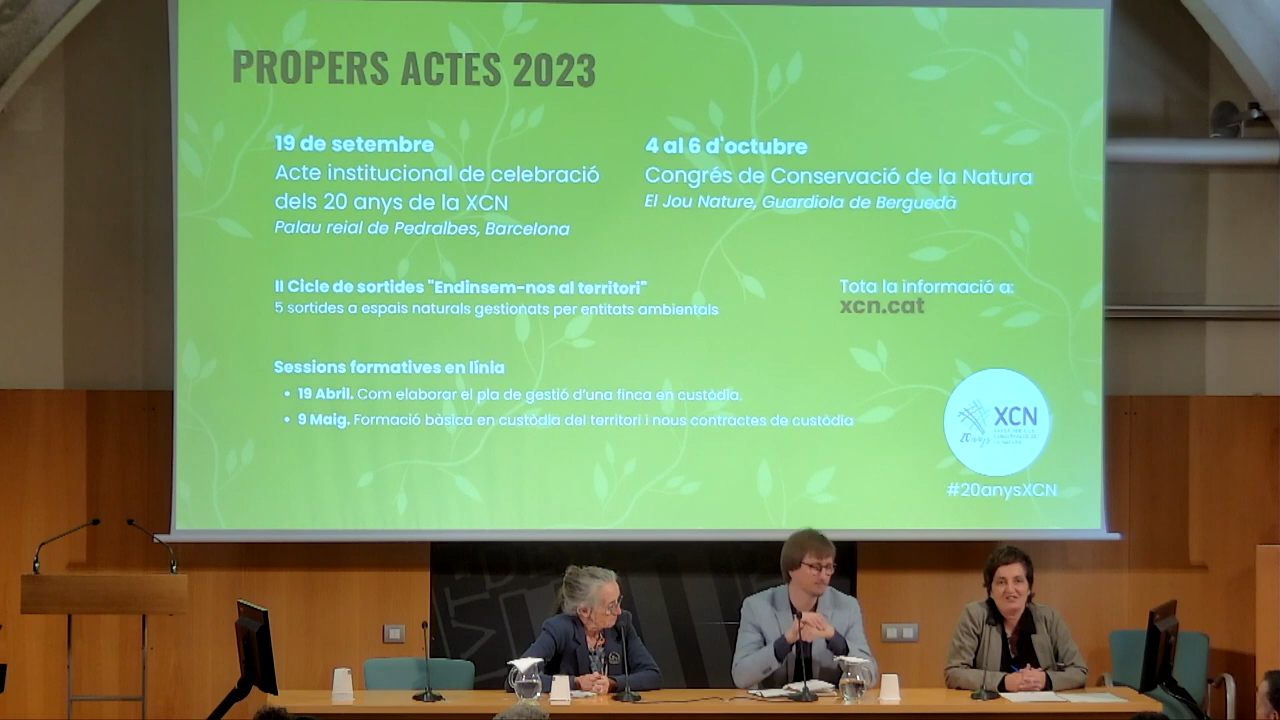 PROPERS ACTES 2023
19 de setembre
Acte institucional de celebració
dels 20 anys de la XCN
Palau reial de Pedralbes, Barcelona
4 al 6 d'octubre
Congrés de Conservació de la Natura
El Jou Nature, Guardiola de Berguedà
II Cicle de sortides "Endinsem-nos al territori"
5 sortides a espais naturals gestionats per entitats ambientals
Tota la informació a:
xcn.cat
Sessions formatives en línia
• 19 Abril. Com elaborar el pla de gestió d'una finca en custòdia.
• 9 Maig. Formació bàsica en custòdia del territori i nous contractes de custòdia
XCN
20 anys
#20anysXCN